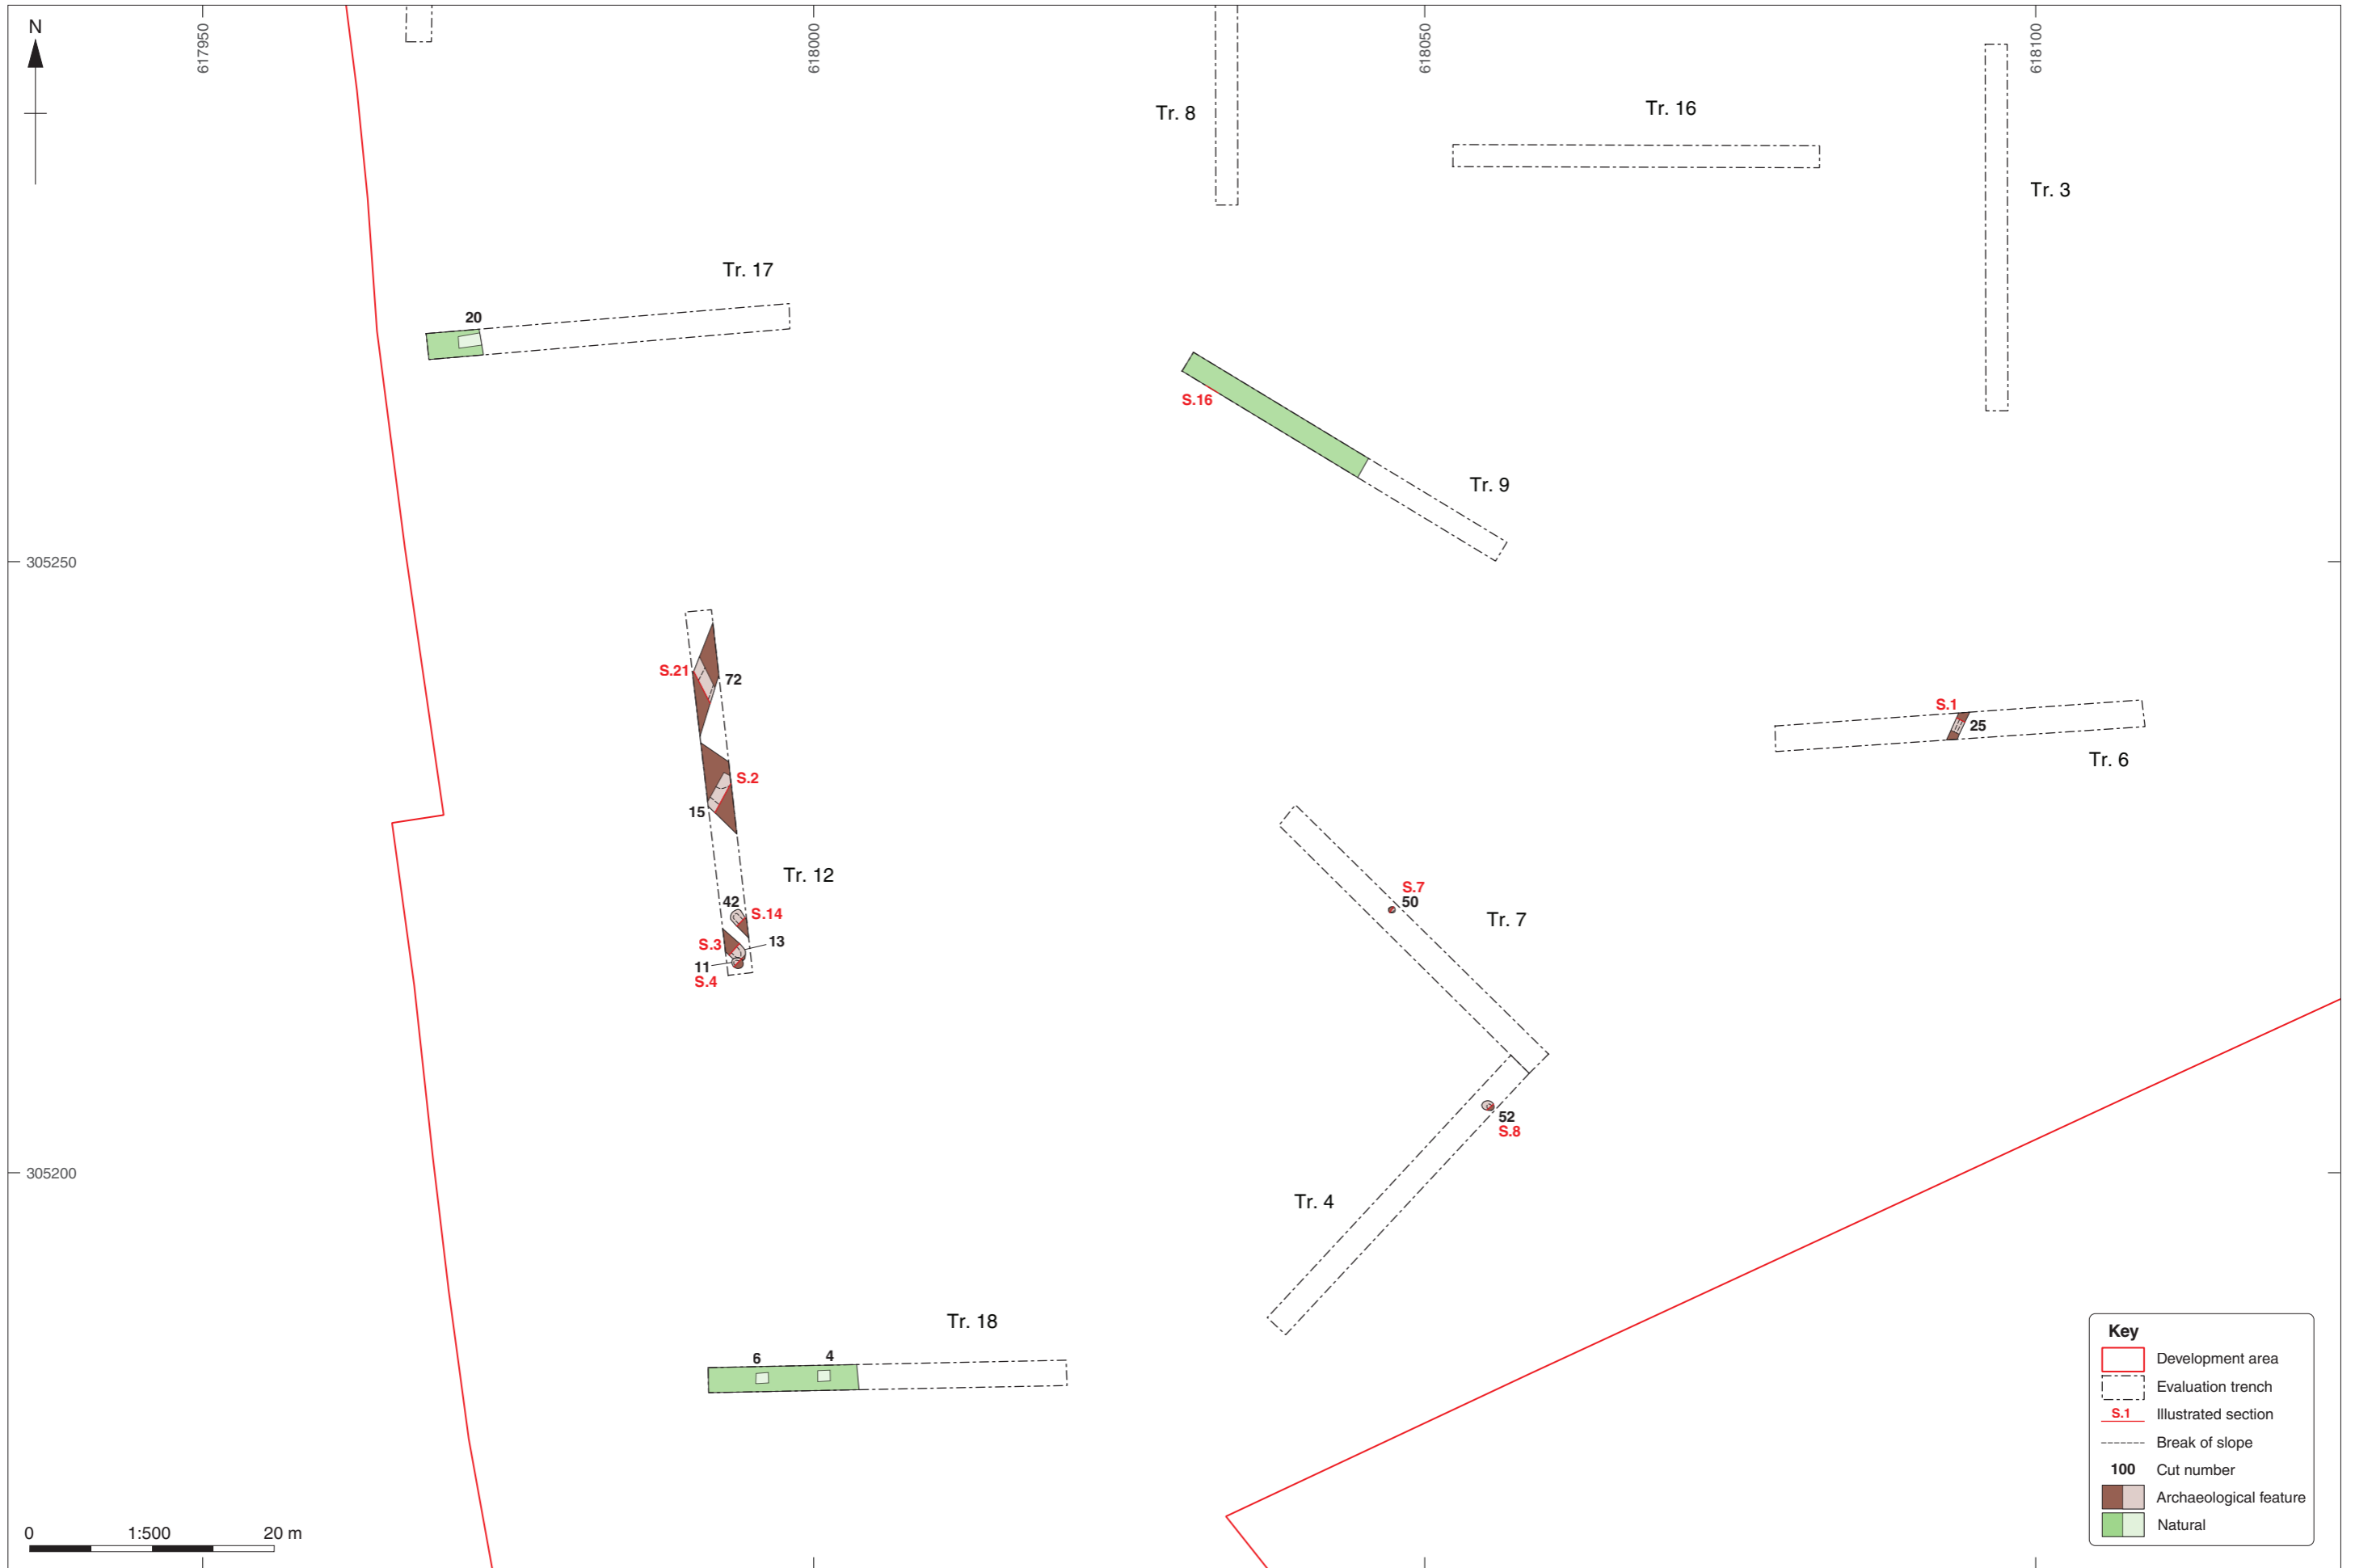 N
617950
618000
618050
618100
Tr. 8
Tr. 16
Tr. 3
Tr. 17
20
S.16
Tr. 9
305250
S.21
72
S.2
15
S.1
25
Tr. 6
Tr. 12
42
S.14
S.3
13
11
S.4
S.7
50
Tr. 7
52
S.8
305200
Tr. 4
Tr. 18
6
4
Key
Development area
Evaluation trench
S.1 Illustrated section
Break of slope
100 Cut number
Archaeological feature
Natural
0 1:500 20 m